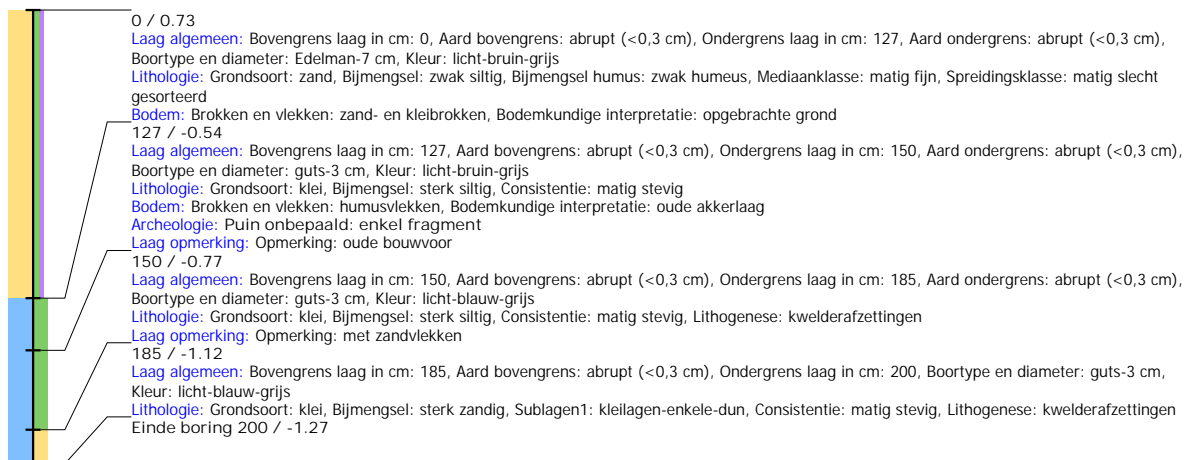 0 / 0.73
Laag algemeen: Bovengrens laag in cm: 0, Aard bovengrens: abrupt (<0,3 cm), Ondergrens laag in cm: 127, Aard ondergrens: abrupt (<0,3 cm),
Boortype en diameter: Edelman-7 cm, Kleur: licht-bruin-grijs
Lithologie: Grondsoort: zand, Bijmengsel: zwak siltig, Bijmengsel humus: zwak humeus, Mediaanklasse: matig fijn, Spreidingsklasse: matig slecht
gesorteerd
Bodem: Brokken en vlekken: zand- en kleibrokken, Bodemkundige interpretatie: opgebrachte grond
127 / -0.54
Laag algemeen: Bovengrens laag in cm: 127, Aard bovengrens: abrupt (<0,3 cm), Ondergrens laag in cm: 150, Aard ondergrens: abrupt (<0,3 cm),
Boortype en diameter: guts-3 cm, Kleur: licht-bruin-grijs
Lithologie: Grondsoort: klei, Bijmengsel: sterk siltig, Consistentie: matig stevig
Bodem: Brokken en vlekken: humusvlekken, Bodemkundige interpretatie: oude akkerlaag
Archeologie: Puin onbepaald: enkel fragment
Laag opmerking: Opmerking: oude bouwvoor
150 / -0.77
Laag algemeen: Bovengrens laag in cm: 150, Aard bovengrens: abrupt (<0,3 cm), Ondergrens laag in cm: 185, Aard ondergrens: abrupt (<0,3 cm),
Boortype en diameter: guts-3 cm, Kleur: licht-blauw-grijs
Lithologie: Grondsoort: klei, Bijmengsel: sterk siltig, Consistentie: matig stevig, Lithogenese: kwelderafzettingen
Laag opmerking: Opmerking: met zandvlekken
185 / -1.12
Laag algemeen: Bovengrens laag in cm: 185, Aard bovengrens: abrupt (<0,3 cm), Ondergrens laag in cm: 200, Boortype en diameter: guts-3 cm,
Kleur: licht-blauw-grijs
Lithologie: Grondsoort: klei, Bijmengsel: sterk zandig, Sublagen1: kleilagen-enkele-dun, Consistentie: matig stevig, Lithogenese: kwelderafzettingen
Einde boring 200 / -1.27